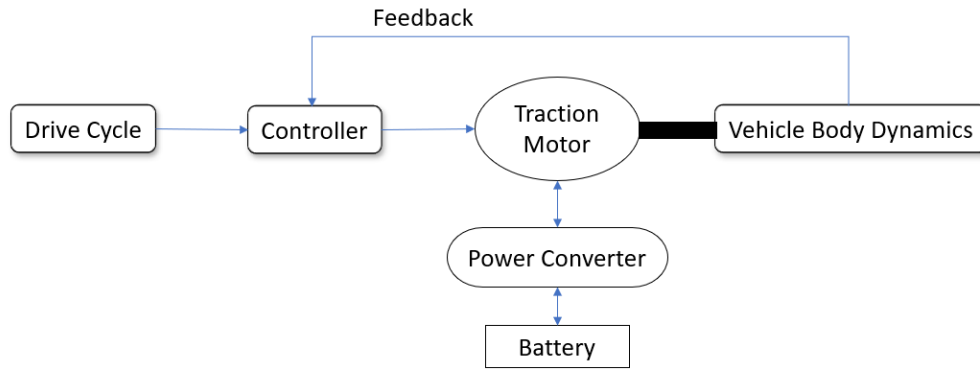 Feedback
Drive Cycle
Controller
Traction
Motor
Vehicle Body Dynamics
Power Converter
Battery